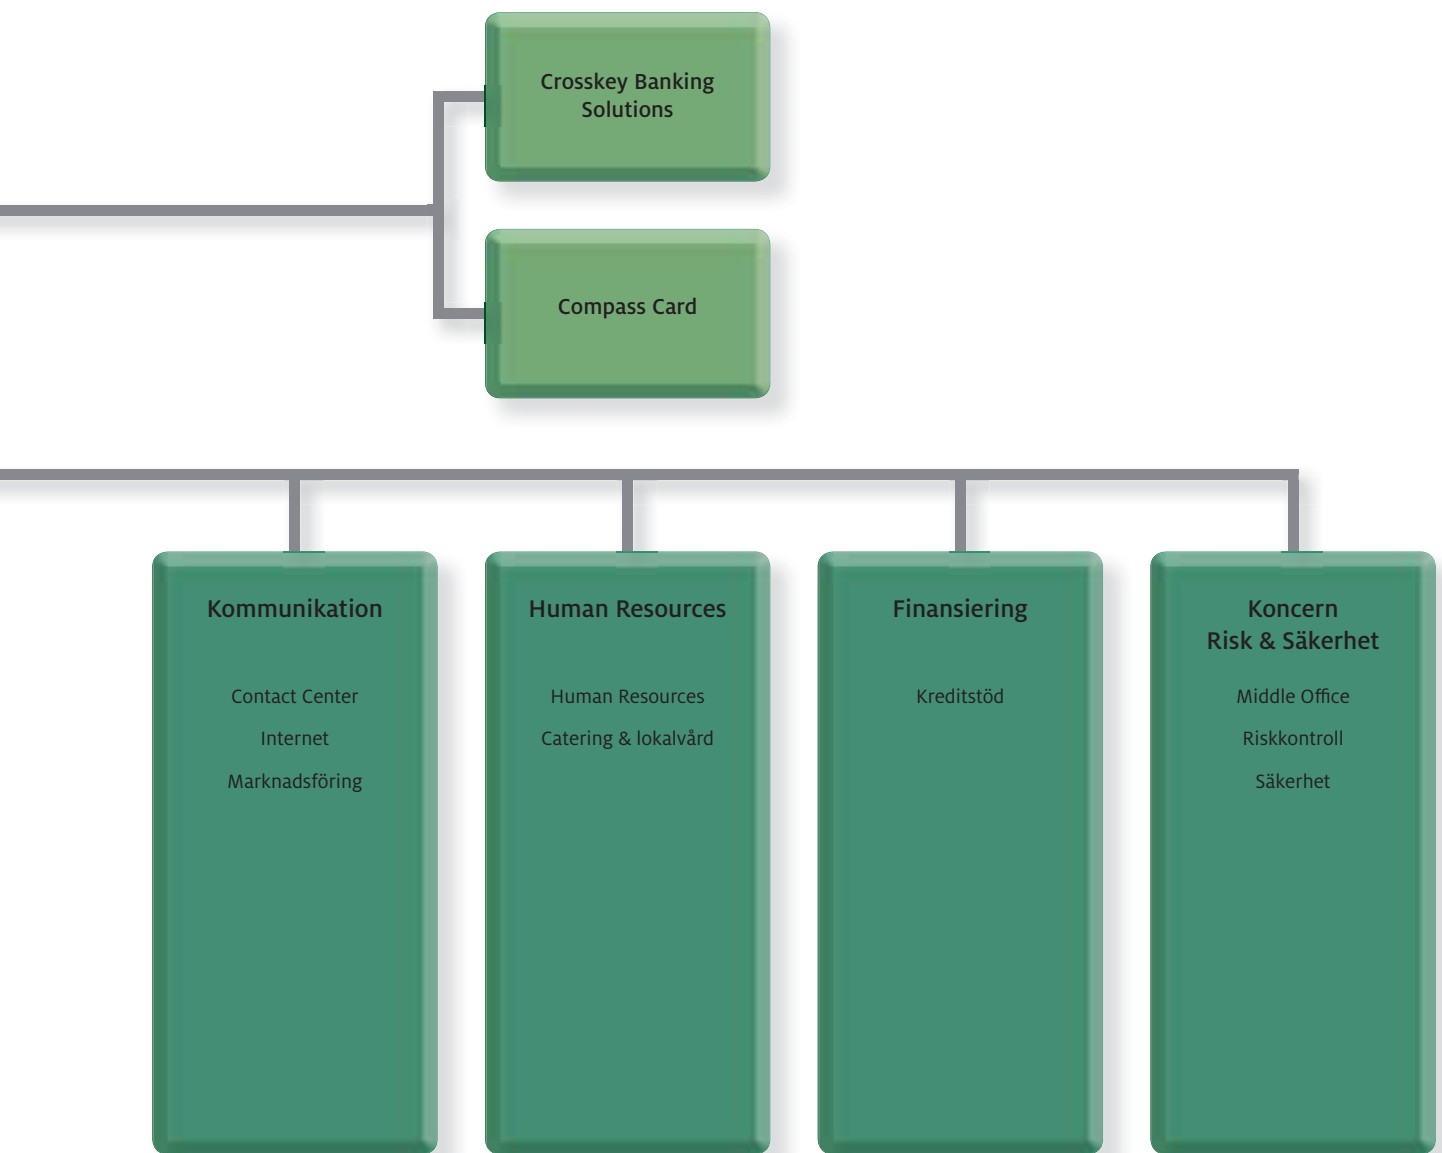 Crosskey Banking
Solutions
Compass Card
Kommunikation
Contact Center
Internet
Marknadsföring
Human Resources
Human Resources
Catering & lokalvård
Finansiering
Kreditstöd
Koncern
Risk & Säkerhet
Middle Office
Riskkontroll
Säkerhet